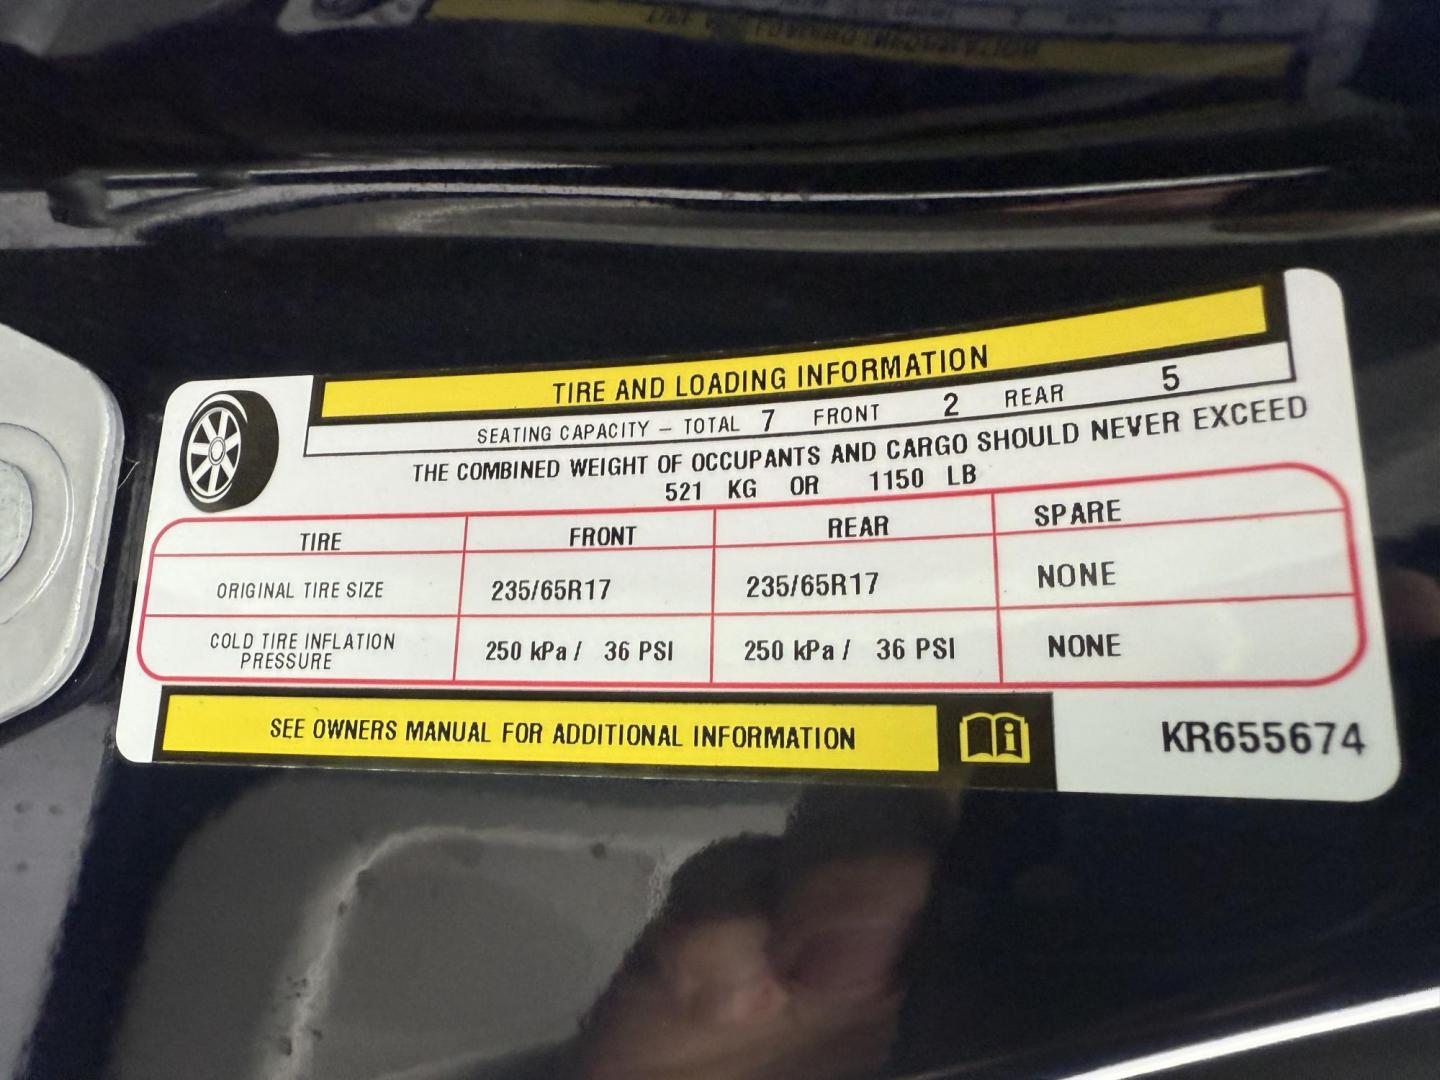 TIRE AND LOADING INFORMATION
SEATING CAPACITY – TOTAL 7 FRONT 2 REAR 5
THE COMBINED WEIGHT OF OCCUPANTS AND CARGO SHOULD NEVER EXCEED
521 KG OR 1150 LB
TIRE FRONT REAR SPARE
ORIGINAL TIRE SIZE 235/65R17 235/65R17 NONE
COLD TIRE INFLATION PRESSURE 250 kPa / 36 PSI 250 kPa / 36 PSI NONE
SEE OWNERS MANUAL FOR ADDITIONAL INFORMATION
KR655674